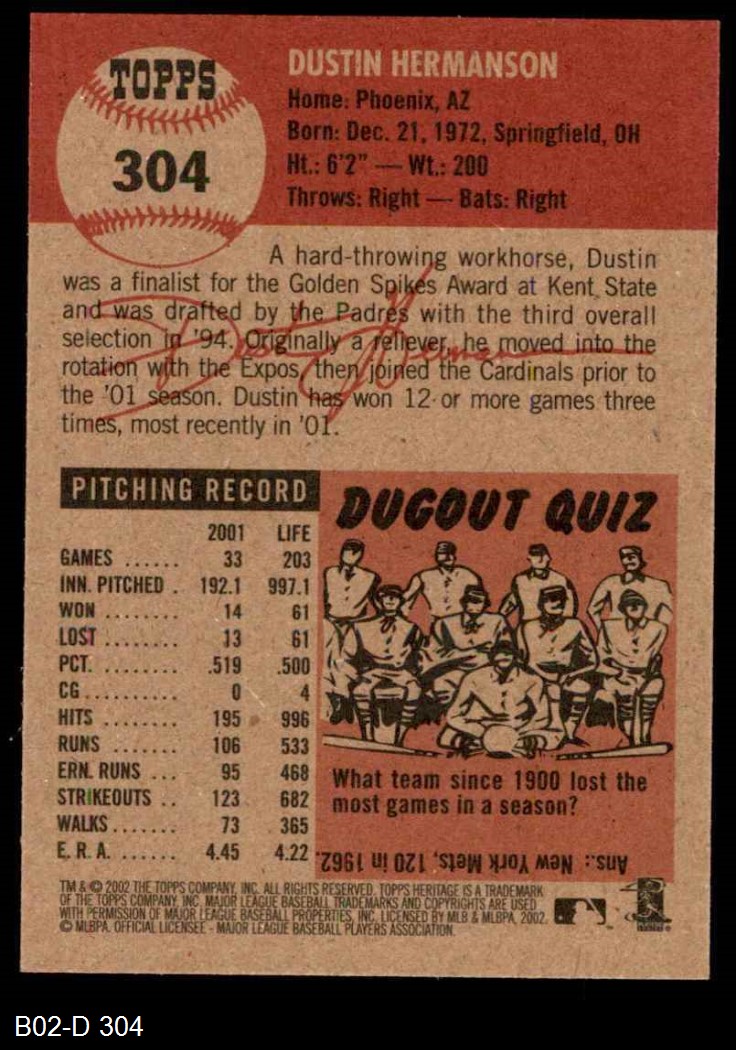 TOPPS
304
DUSTIN HERMANSON
Home: Phoenix, AZ
Born: Dec. 21, 1972, Springfield, OH
Ht.: 6'2" — Wt.: 200
Throws: Right — Bats: Right
A hard-throwing workhorse, Dustin
was a finalist for the Golden Spikes Award at Kent State
and was drafted by the Padres with the third overall
selection in '94. Originally a reliever, he moved into the
rotation with the Expos, then joined the Cardinals prior to
the '01 season. Dustin has won 12 or more games three
times, most recently in '01.
PITCHING RECORD
2001 LIFE
GAMES ...... 33 203
INN. PITCHED . 192.1 997.1
WON ........ 14 61
LOST ........ 13 61
PCT. ........ .519 .500
CG .......... 0 4
HITS ........ 195 996
RUNS ....... 106 533
ERN. RUNS ... 95 468
STRIKEOUTS .. 123 682
WALKS ....... 73 365
E. R. A. ...... 4.45 4.22
DUGOUT QUIZ
What team since 1900 lost the
most games in a season?
Ans.: New York Mets, 120 in 1962.
TM & © 2002 THE TOPPS COMPANY, INC. ALL RIGHTS RESERVED. TOPPS HERITAGE IS A TRADEMARK
OF THE TOPPS COMPANY, INC. MAJOR LEAGUE BASEBALL TRADEMARKS AND COPYRIGHTS ARE USED
WITH PERMISSION OF MAJOR LEAGUE BASEBALL PROPERTIES, INC. LICENSED BY MLB & MLBPA, 2002.
© MLBPA. OFFICIAL LICENSEE - MAJOR LEAGUE BASEBALL PLAYERS ASSOCIATION.
B02-D 304